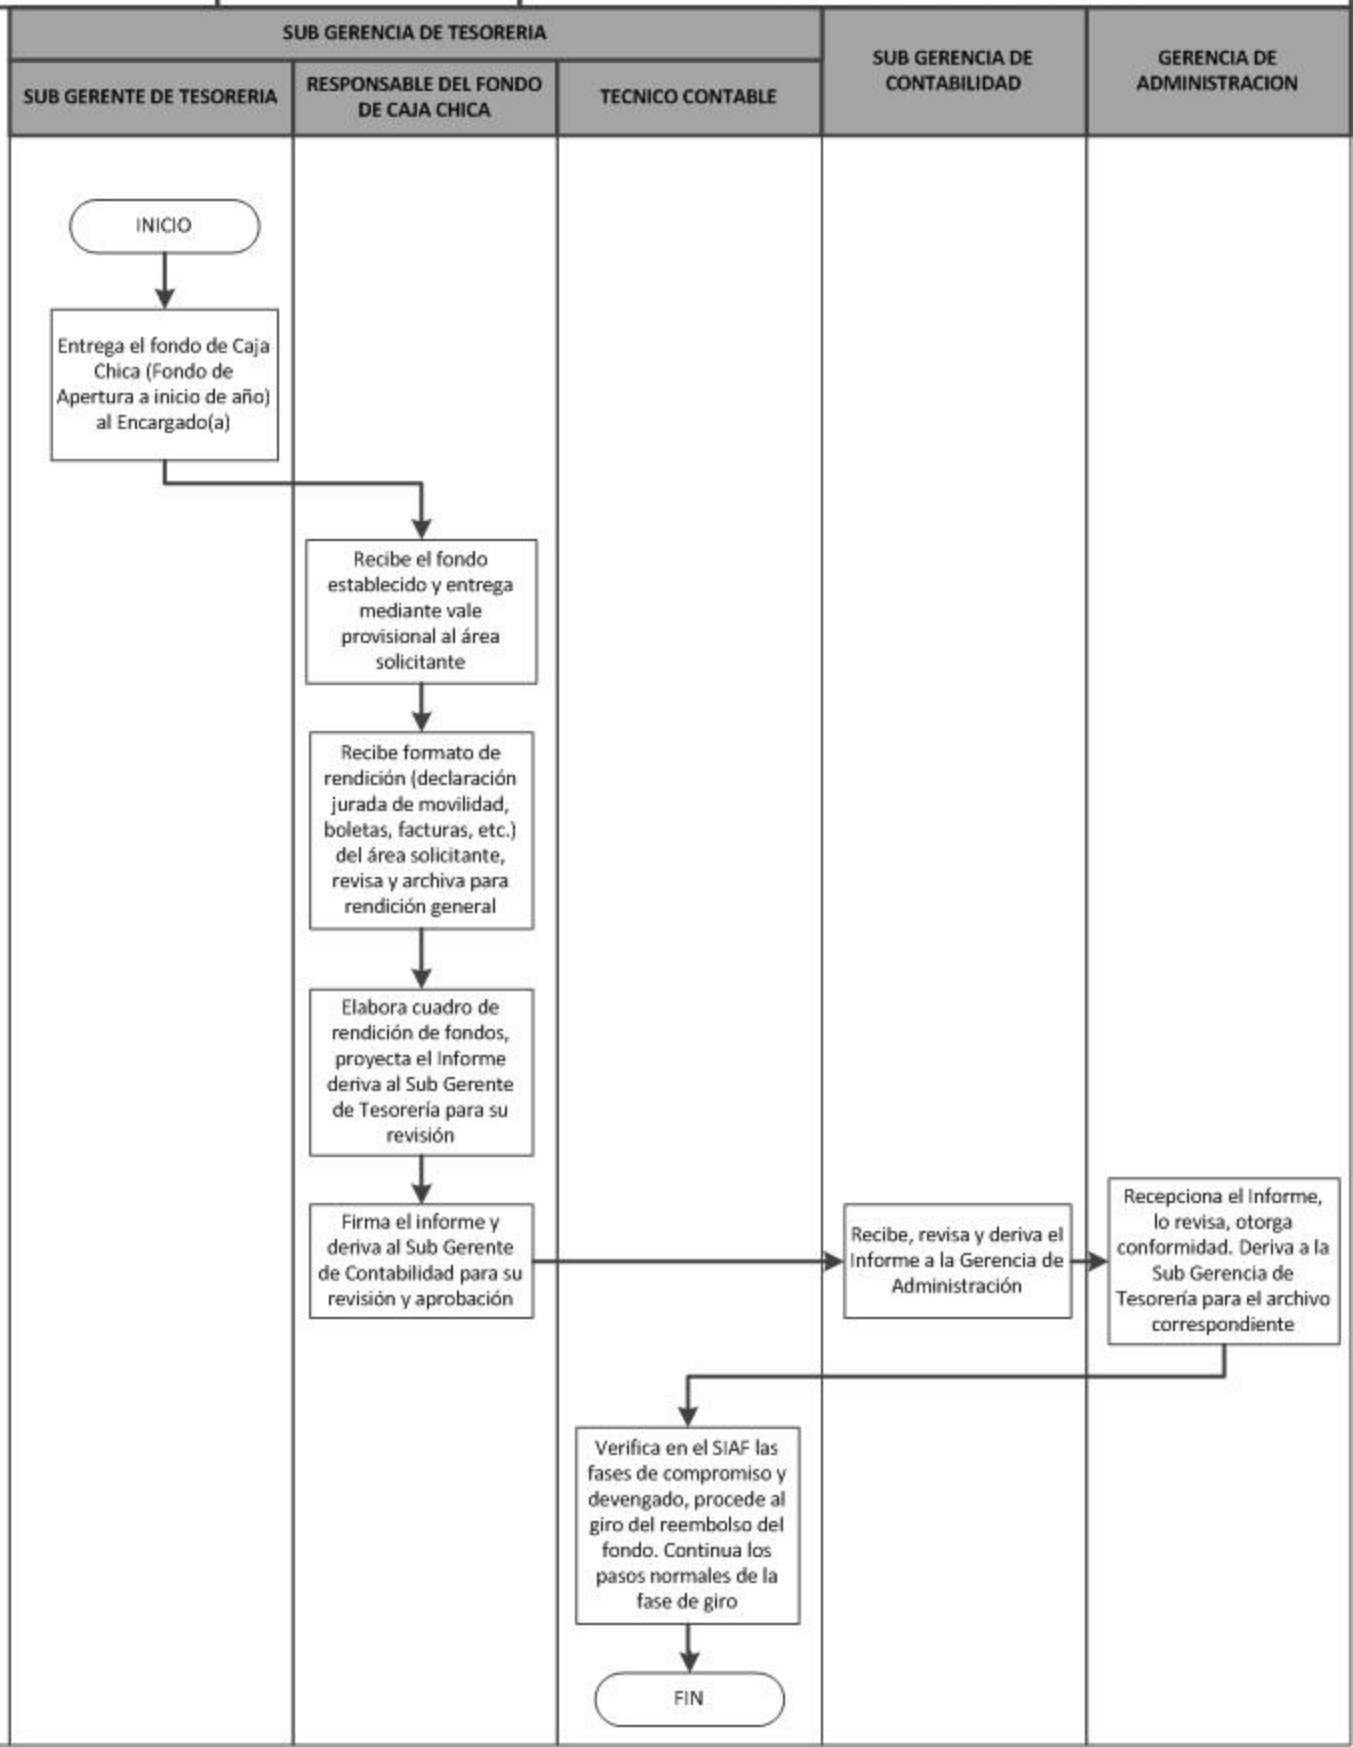 SUB GERENCIA DE TESORERIA
SUB GERENCIA DE
CONTABILIDAD
GERENCIA DE
ADMINISTRACION
SUB GERENTE DE TESORERIA
RESPONSABLE DEL FONDO
DE CAJA CHICA
TECNICO CONTABLE
INICIO
Entrega el fondo de Caja
Chica (Fondo de
Apertura a inicio de año)
al Encargado(a)
Recibe el fondo
establecido y entrega
mediante vale
provisional al área
solicitante
Recibe formato de
rendición (declaración
jurada de movilidad,
boletas, facturas, etc.)
del área solicitante,
revisa y archiva para
rendición general
Elabora cuadro de
rendición de fondos,
proyecta el Informe
deriva al Sub Gerente
de Tesorería para su
revisión
Firma el informe y
deriva al Sub Gerente
de Contabilidad para su
revisión y aprobación
Recibe, revisa y deriva el
Informe a la Gerencia de
Administración
Recepciona el Informe,
lo revisa, otorga
conformidad. Deriva a la
Sub Gerencia de
Tesorería para el archivo
correspondiente
Verifica en el SIAF las
fases de compromiso y
devengado, procede al
giro del reembolso del
fondo. Continua los
pasos normales de la
fase de giro
FIN